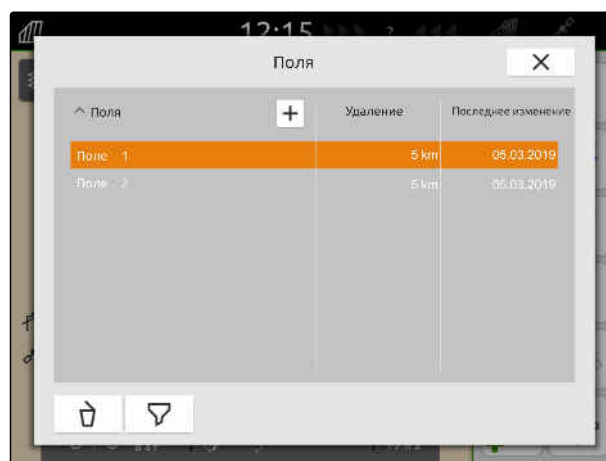 12:15
Поля
^ Поля + Удаление Последнее изменение
Поле 1 5 km 05.03.2019
Поле 2 5 km 05.03.2019